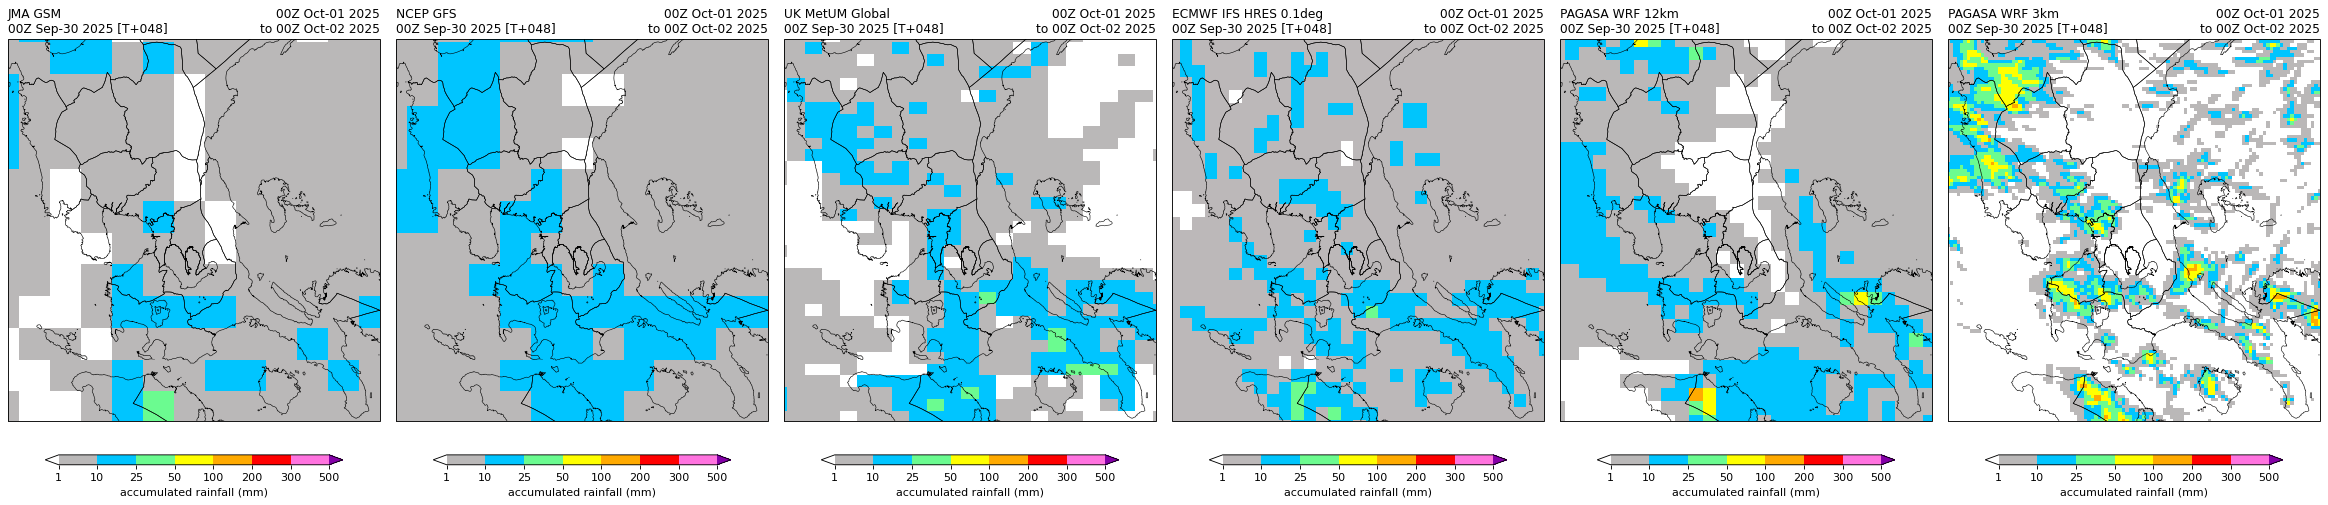 JMA GSM 00Z Oct-01 2025
00Z Sep-30 2025 [T+048] to 00Z Oct-02 2025
1 10 25 50 100 200 300 500
accumulated rainfall (mm)
NCEP GFS 00Z Oct-01 2025
00Z Sep-30 2025 [T+048] to 00Z Oct-02 2025
1 10 25 50 100 200 300 500
accumulated rainfall (mm)
UK MetUM Global 00Z Oct-01 2025
00Z Sep-30 2025 [T+048] to 00Z Oct-02 2025
1 10 25 50 100 200 300 500
accumulated rainfall (mm)
ECMWF IFS HRES 0.1deg 00Z Oct-01 2025
00Z Sep-30 2025 [T+048] to 00Z Oct-02 2025
1 10 25 50 100 200 300 500
accumulated rainfall (mm)
PAGASA WRF 12km 00Z Oct-01 2025
00Z Sep-30 2025 [T+048] to 00Z Oct-02 2025
1 10 25 50 100 200 300 500
accumulated rainfall (mm)
PAGASA WRF 3km 00Z Oct-01 2025
00Z Sep-30 2025 [T+048] to 00Z Oct-02 2025
1 10 25 50 100 200 300 500
accumulated rainfall (mm)